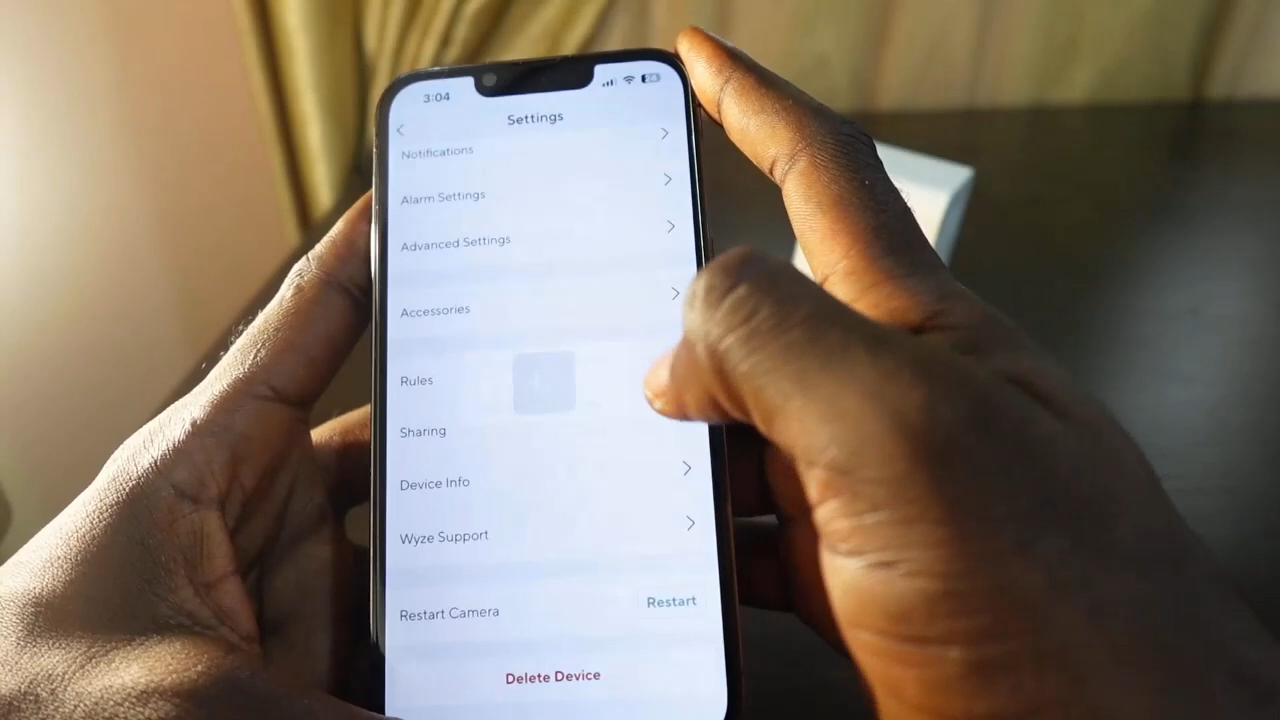 3:04
Settings
Notifications
Alarm Settings
Advanced Settings
Accessories
Rules
Sharing
Device Info
Wyze Support
Restart Camera Restart
Delete Device